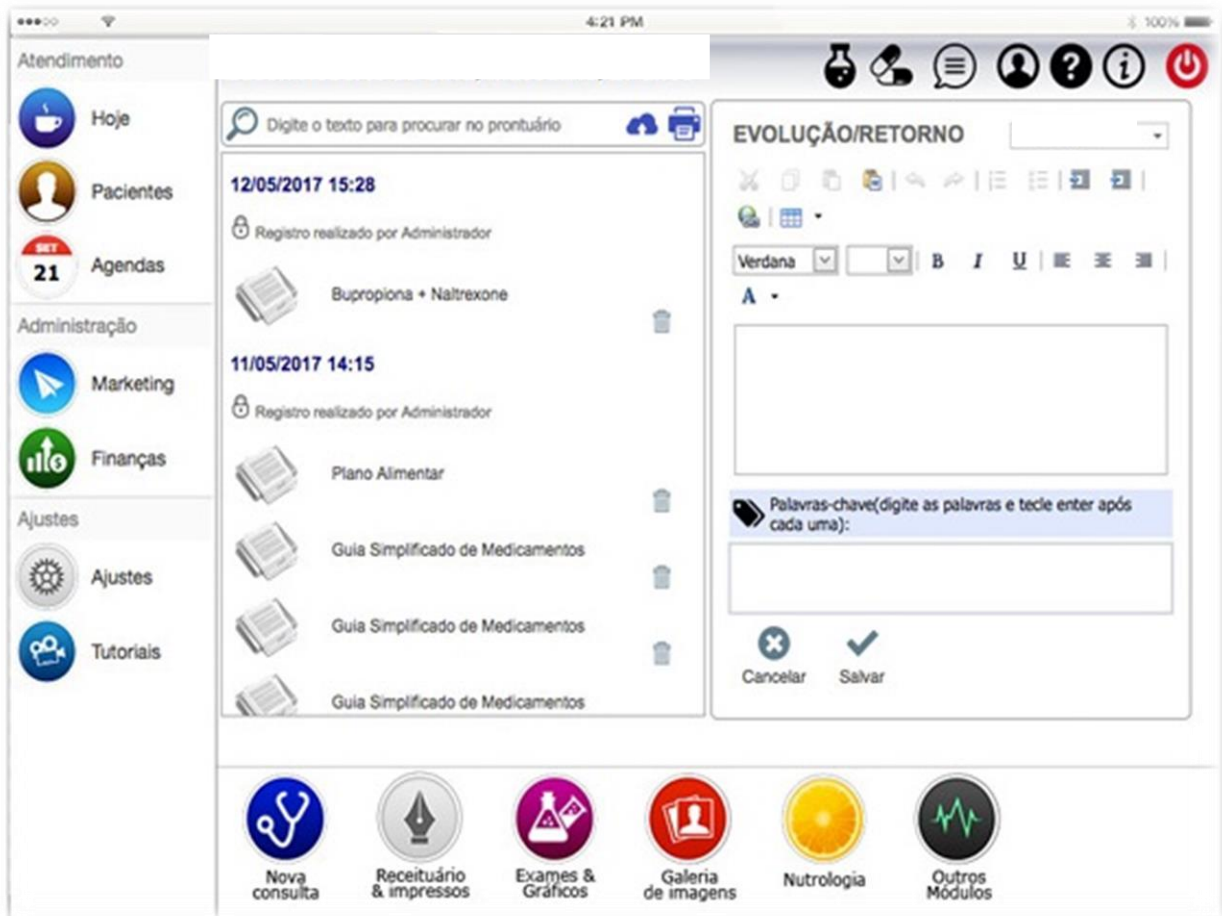 4:21 PM
100%
Atendimento
Hoje
Pacientes
SET
21
Agendas
Administração
Marketing
Finanças
Ajustes
Ajustes
Tutoriais
Digite o texto para procurar no prontuário
12/05/2017 15:28
Registro realizado por Administrador
Bupropiona + Naltrexone
11/05/2017 14:15
Registro realizado por Administrador
Plano Alimentar
Guia Simplificado de Medicamentos
Guia Simplificado de Medicamentos
Guia Simplificado de Medicamentos
EVOLUÇÃO/RETORNO
Verdana
B I U
A
Palavras-chave(digite as palavras e tecle enter após
cada uma):
Cancelar
Salvar
Nova
consulta
Receituário
& impressos
Exames &
Gráficos
Galeria
de imagens
Nutrologia
Outros
Módulos